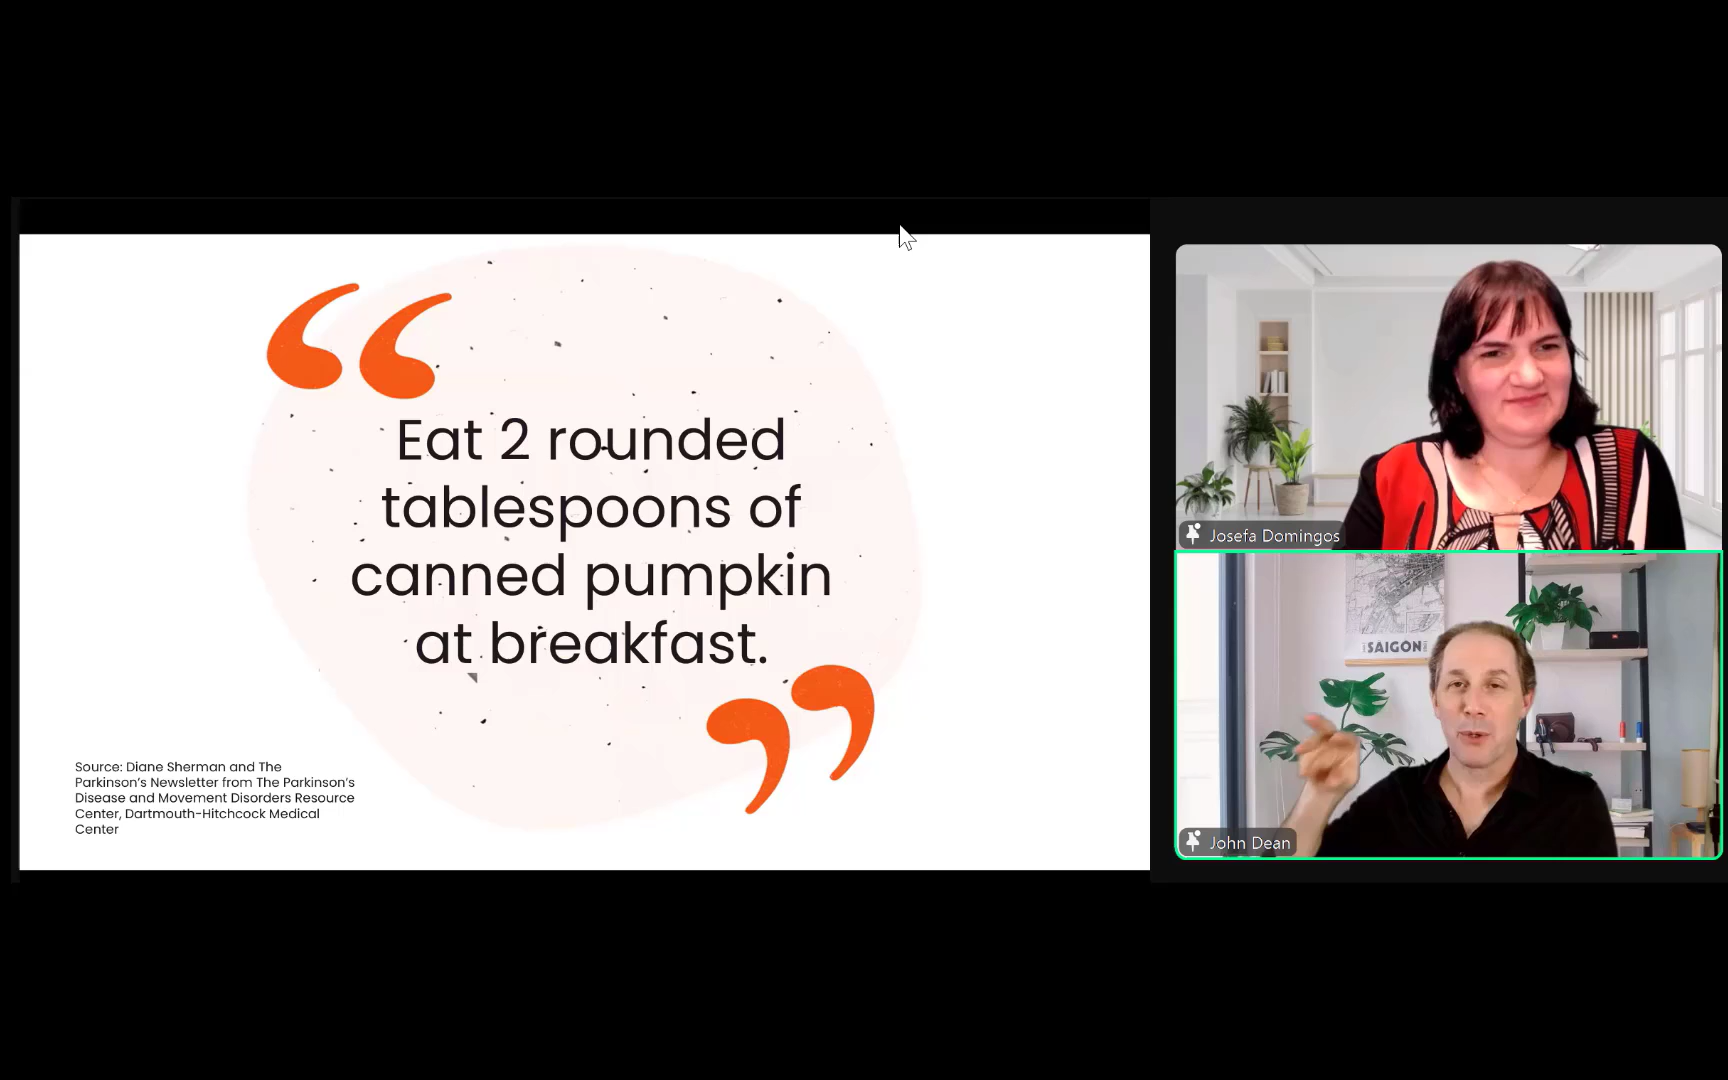 Eat 2 rounded
tablespoons of
canned pumpkin
at breakfast.
Source: Diane Sherman and The
Parkinson's Newsletter from The Parkinson's
Disease and Movement Disorders Resource
Center, Dartmouth-Hitchcock Medical
Center
Josefa Domingos
SAIGON
John Dean